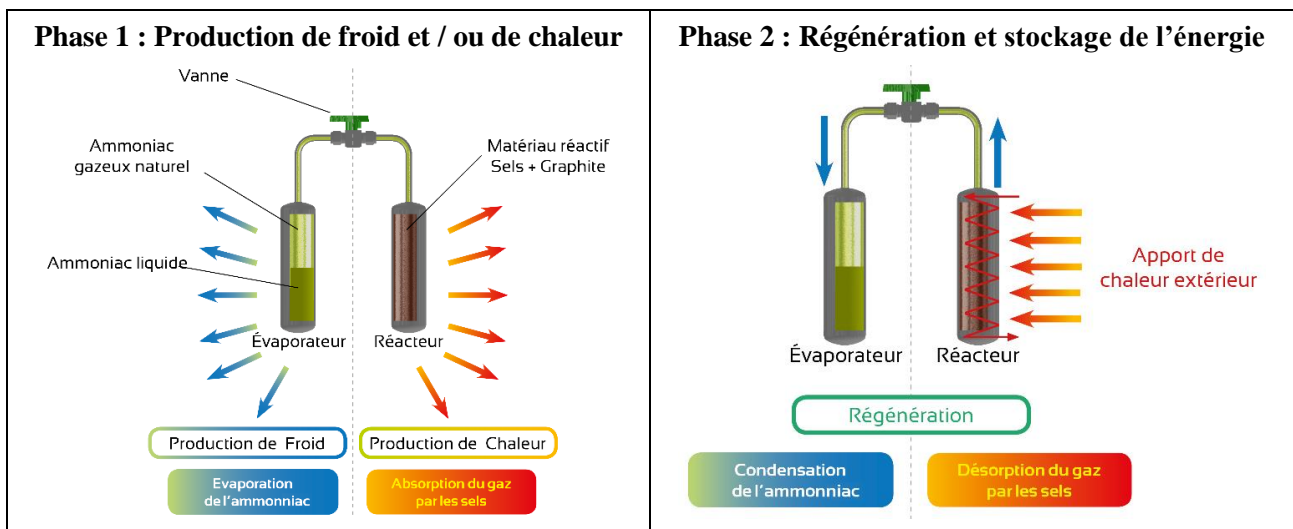 Phase 1 : Production de froid et / ou de chaleur
Vanne
Ammoniac
gazeux naturel
Matériau réactif
Sels + Graphite
Ammoniac liquide
Évaporateur
Réacteur
Production de Froid
Production de Chaleur
Evaporation
de l'ammonniac
Absorption du gaz
par les sels
Phase 2 : Régénération et stockage de l’énergie
Apport de
chaleur extérieur
Évaporateur
Réacteur
Régénération
Condensation
de l'ammonniac
Désorption du gaz
par les sels